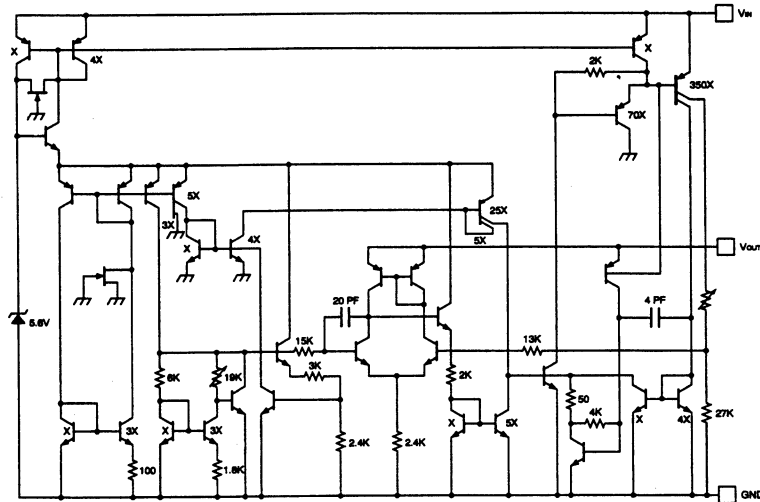 VIN
X
4X
X
2K
350X
70X
5X
3X
X
4X
25X
5X
VOUT
20 PF
4 PF
5.6V
15K
13K
3K
6K
19K
2K
50
4K
X
4X
27K
X
3X
X
3X
X
5X
2.4K
2.4K
100
1.8K
GND